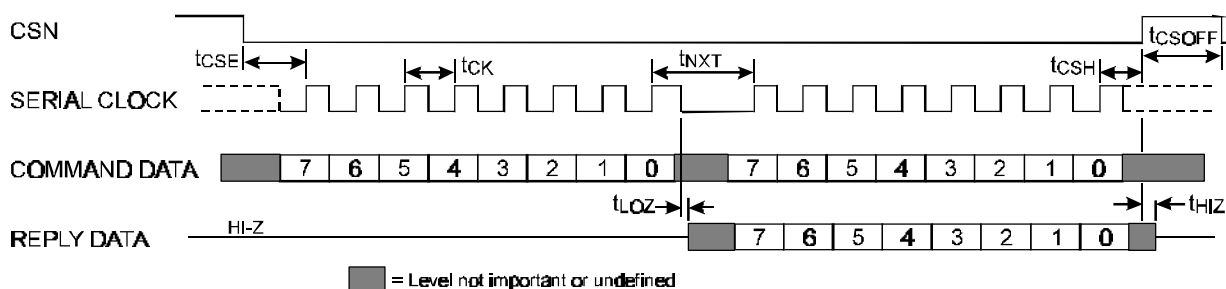 CSN
tCSOFF
tCSE
tCK
tNXT
tCSH
SERIAL CLOCK
COMMAND DATA
7 6 5 4 3 2 1 0 7 6 5 4 3 2 1 0
tLOZ
tHIZ
REPLY DATA
HI-Z
7 6 5 4 3 2 1 0
= Level not important or undefined